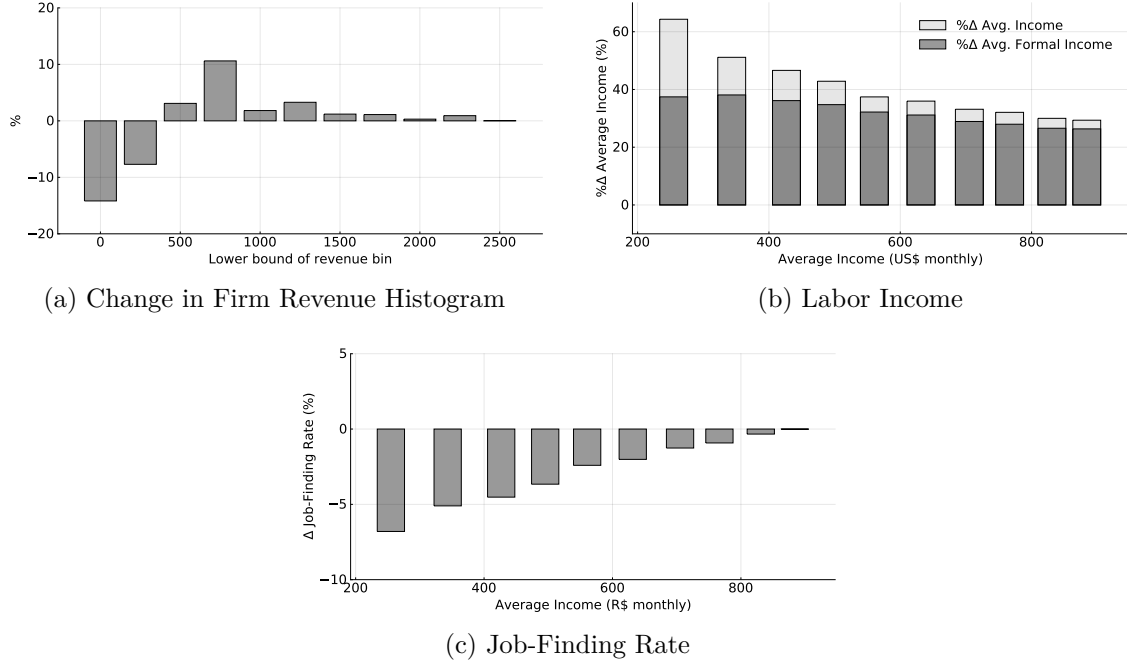 20
10
0
−10
−20
%
0 500 1000 1500 2000 2500
Lower bound of revenue bin
(a) Change in Firm Revenue Histogram
60
40
20
0
%Δ Average Income (%)
%Δ Avg. Income
%Δ Avg. Formal Income
200 400 600 800
Average Income (US$ monthly)
(b) Labor Income
5
0
−5
−10
Δ Job-Finding Rate (%)
200 400 600 800
Average Income (R$ monthly)
(c) Job-Finding Rate